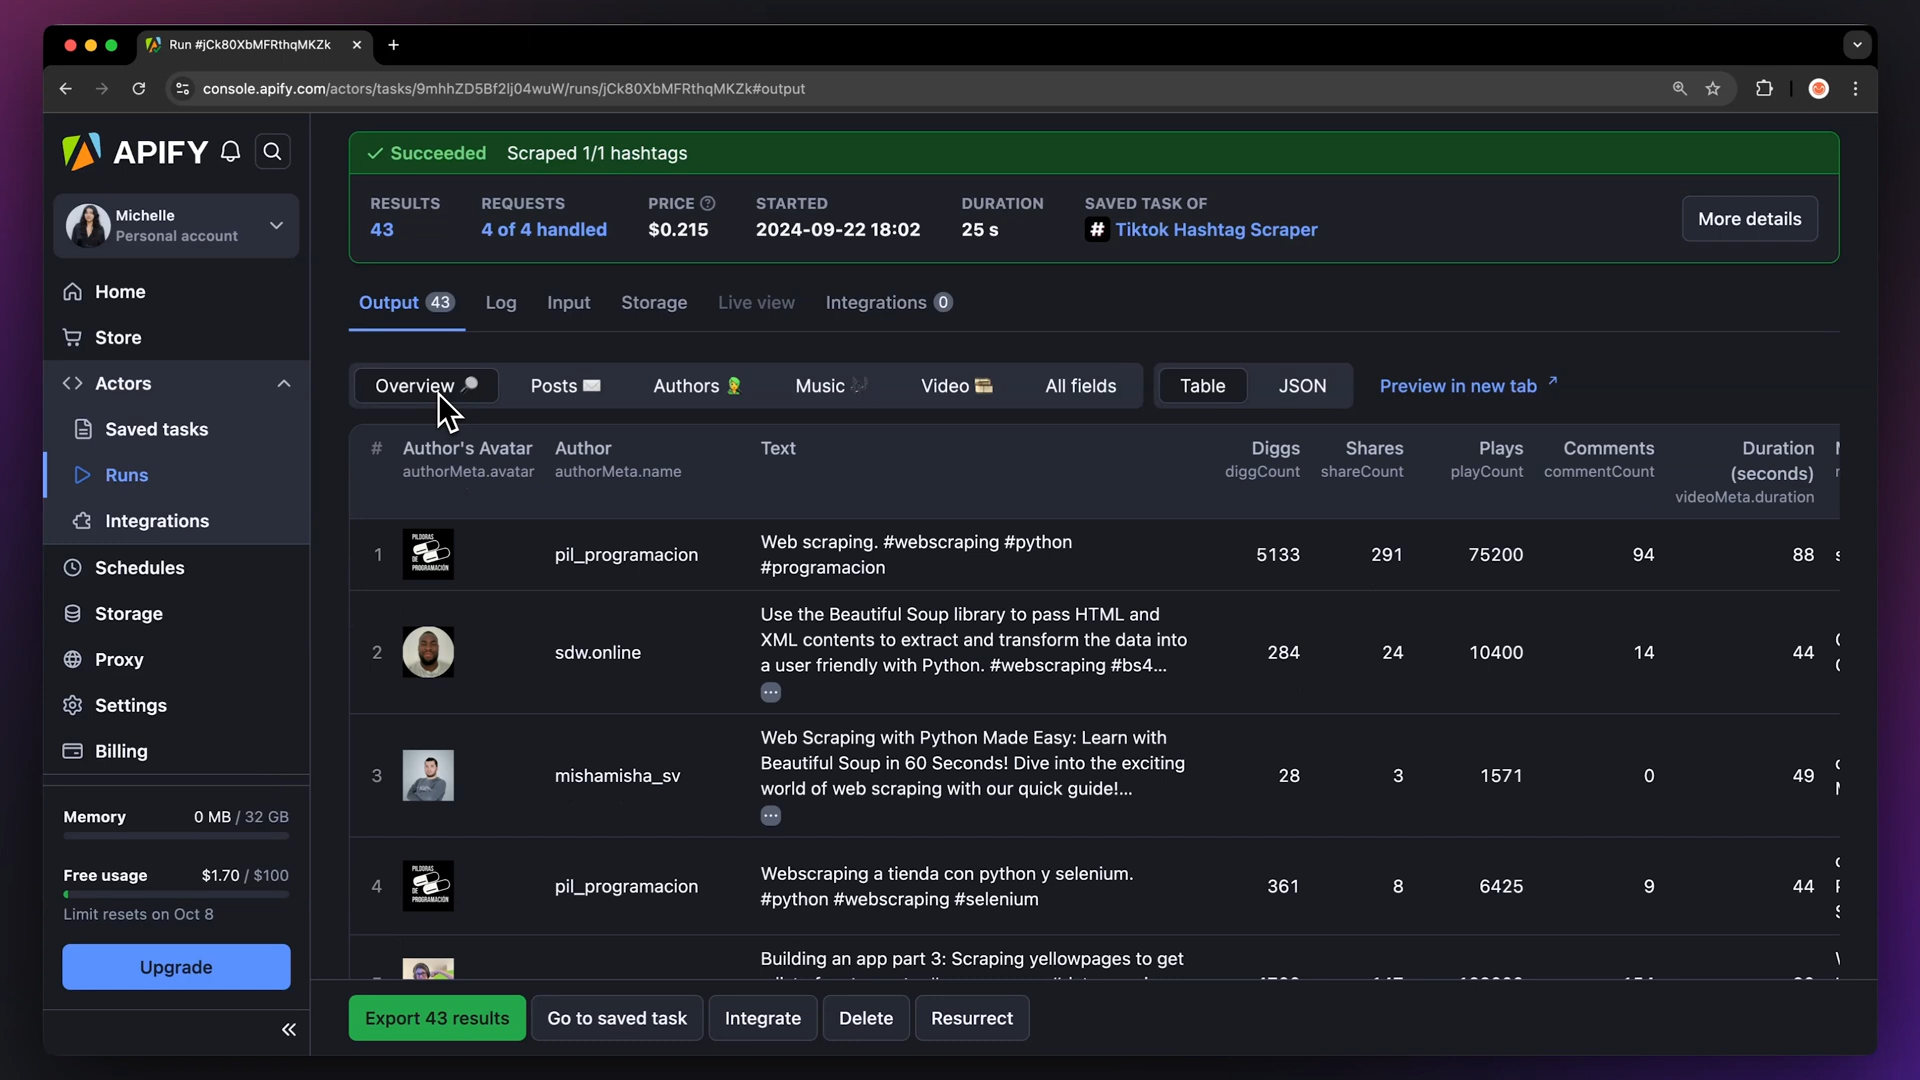 Run #jCk80XbMFRthqMKZk
console.apify.com/actors/tasks/9mhhZD5Bf2lj04wuW/runs/jCk80XbMFRthqMKZk#output
APIFY
Michelle
Personal account
Home
Store
Actors
Saved tasks
Runs
Integrations
Schedules
Storage
Proxy
Settings
Billing
Memory 0 MB / 32 GB
Free usage $1.70 / $100
Limit resets on Oct 8
Upgrade
Succeeded Scraped 1/1 hashtags
RESULTS REQUESTS PRICE STARTED DURATION SAVED TASK OF
43 4 of 4 handled $0.215 2024-09-22 18:02 25 s # Tiktok Hashtag Scraper
More details
Output 43 Log Input Storage Live view Integrations 0
Overview Posts Authors Music Video All fields Table JSON Preview in new tab
# Author's Avatar Author Text Diggs Shares Plays Comments Duration
(seconds)
authorMeta.avatar authorMeta.name diggCount shareCount playCount commentCount
videoMeta.duration
PILDORAS
DE
PROGRAMACIÓN
1 pil_programacion Web scraping. #webscraping #python
#programacion
5133 291 75200 94 88
2 sdw.online Use the Beautiful Soup library to pass HTML and
XML contents to extract and transform the data into
a user friendly with Python. #webscraping #bs4...
284 24 10400 14 44
3 mishamisha_sv Web Scraping with Python Made Easy: Learn with
Beautiful Soup in 60 Seconds! Dive into the exciting
world of web scraping with our quick guide!...
28 3 1571 0 49
PILDORAS
DE
PROGRAMACIÓN
4 pil_programacion Webscraping a tienda con python y selenium.
#python #webscraping #selenium
361 8 6425 9 44
Building an app part 3: Scraping yellowpages to get
Export 43 results Go to saved task Integrate Delete Resurrect